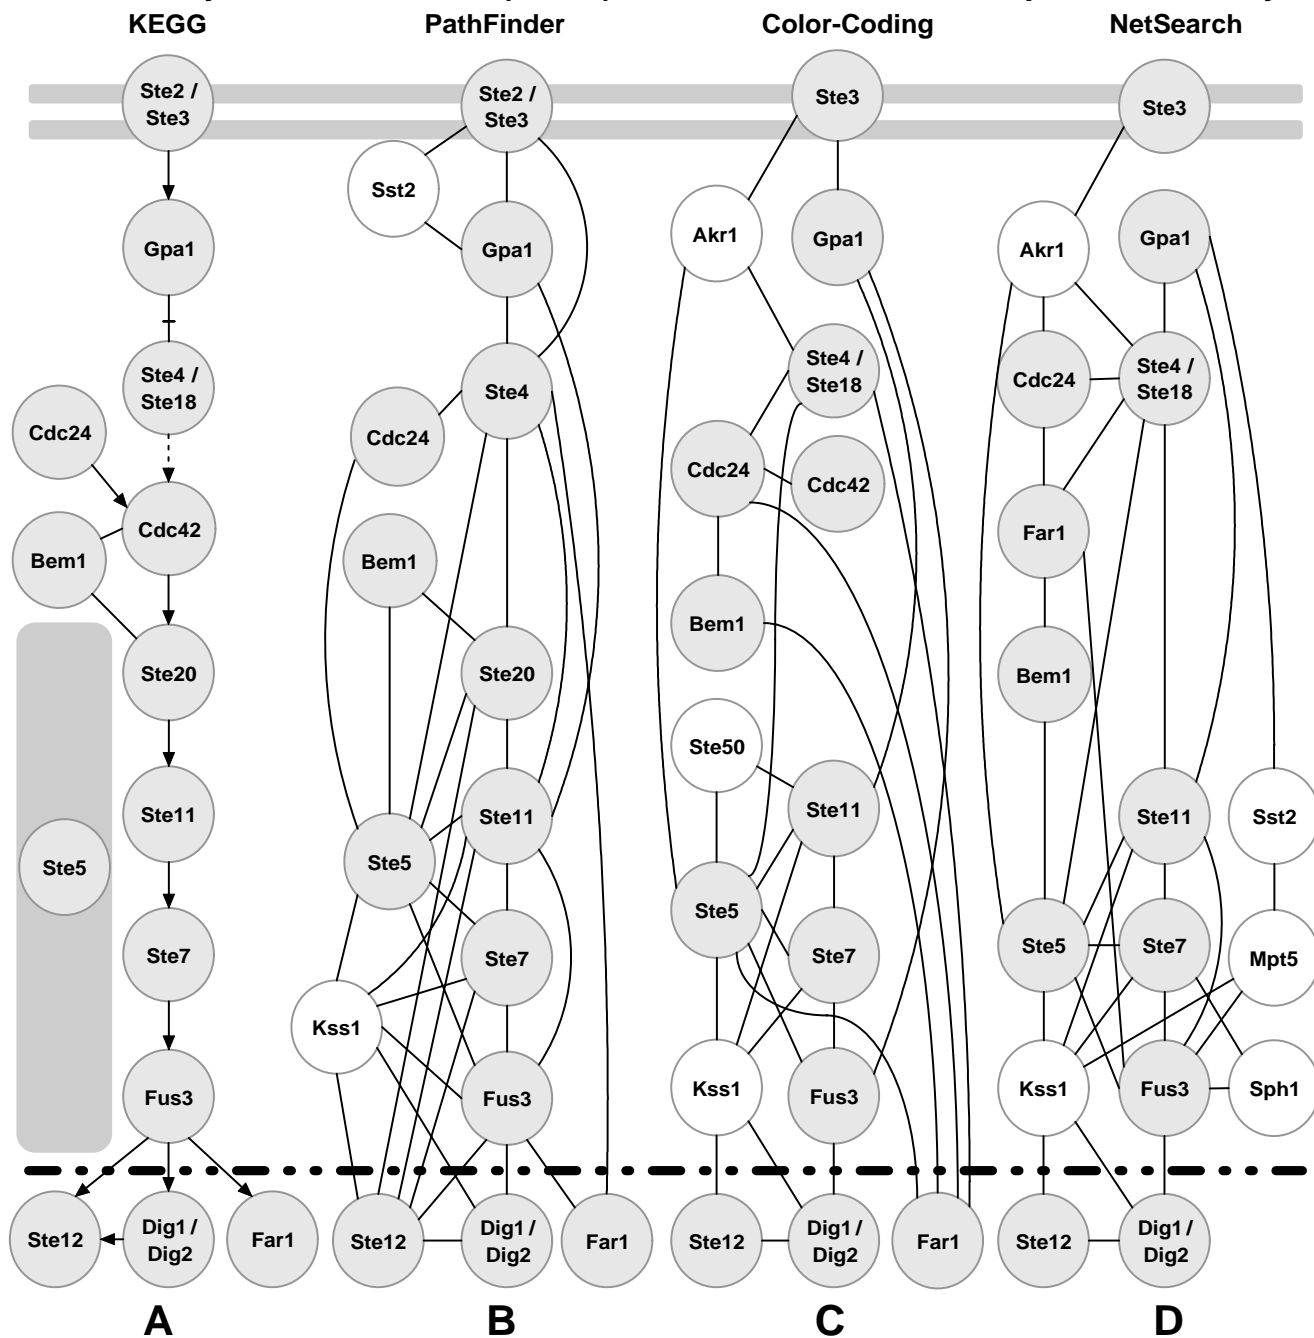 KEGG
PathFinder
Color-Coding
NetSearch
Ste2 /
Ste3
Gpa1
Ste4 /
Ste18
Cdc24
Cdc42
Bem1
Ste20
Ste11
Ste5
Ste7
Fus3
Ste12
Dig1 /
Dig2
Far1
A
Ste2 /
Ste3
Sst2
Gpa1
Ste4
Cdc24
Bem1
Ste20
Ste11
Ste5
Ste7
Kss1
Fus3
Ste12
Dig1 /
Dig2
Far1
B
Ste3
Akr1
Gpa1
Ste4 /
Ste18
Cdc24
Cdc42
Bem1
Ste50
Ste11
Ste5
Ste7
Kss1
Fus3
Ste12
Dig1 /
Dig2
Far1
C
Ste3
Akr1
Gpa1
Cdc24
Ste4 /
Ste18
Far1
Bem1
Ste11
Sst2
Ste5
Ste7
Mpt5
Kss1
Fus3
Sph1
Ste12
Dig1 /
Dig2
D